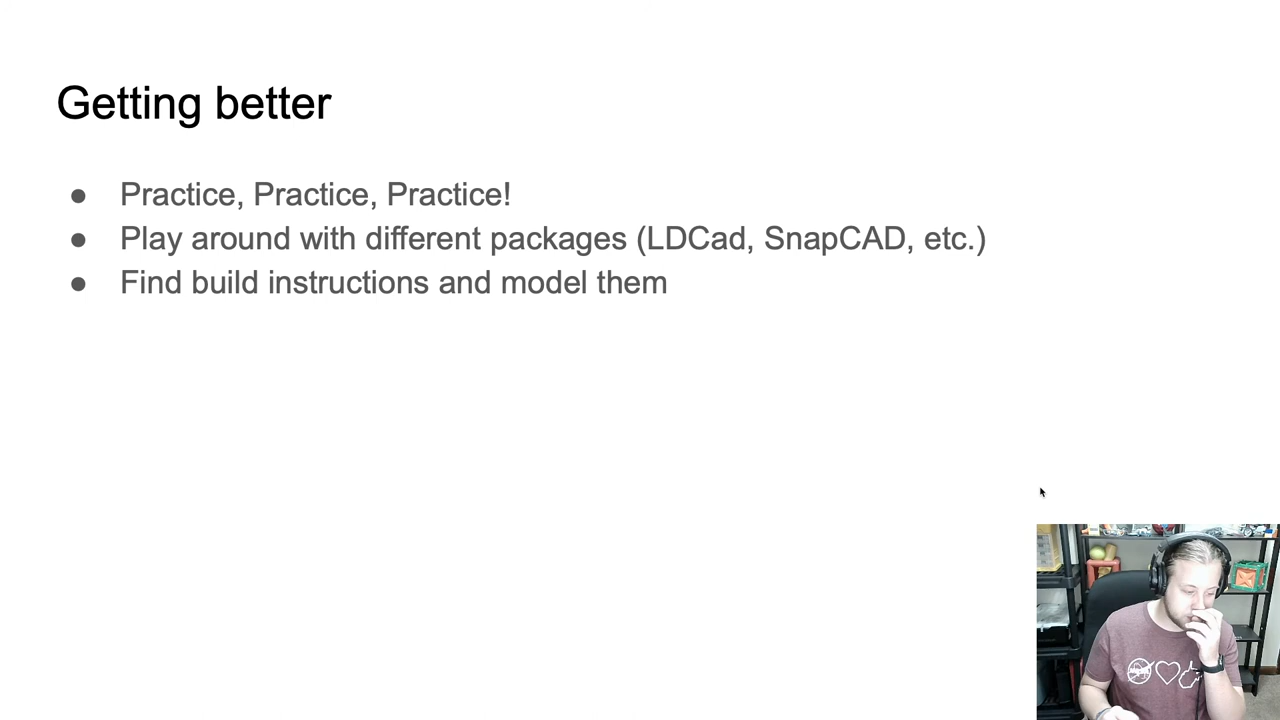 Getting better
● Practice, Practice, Practice!
● Play around with different packages (LDCad, SnapCAD, etc.)
● Find build instructions and model them